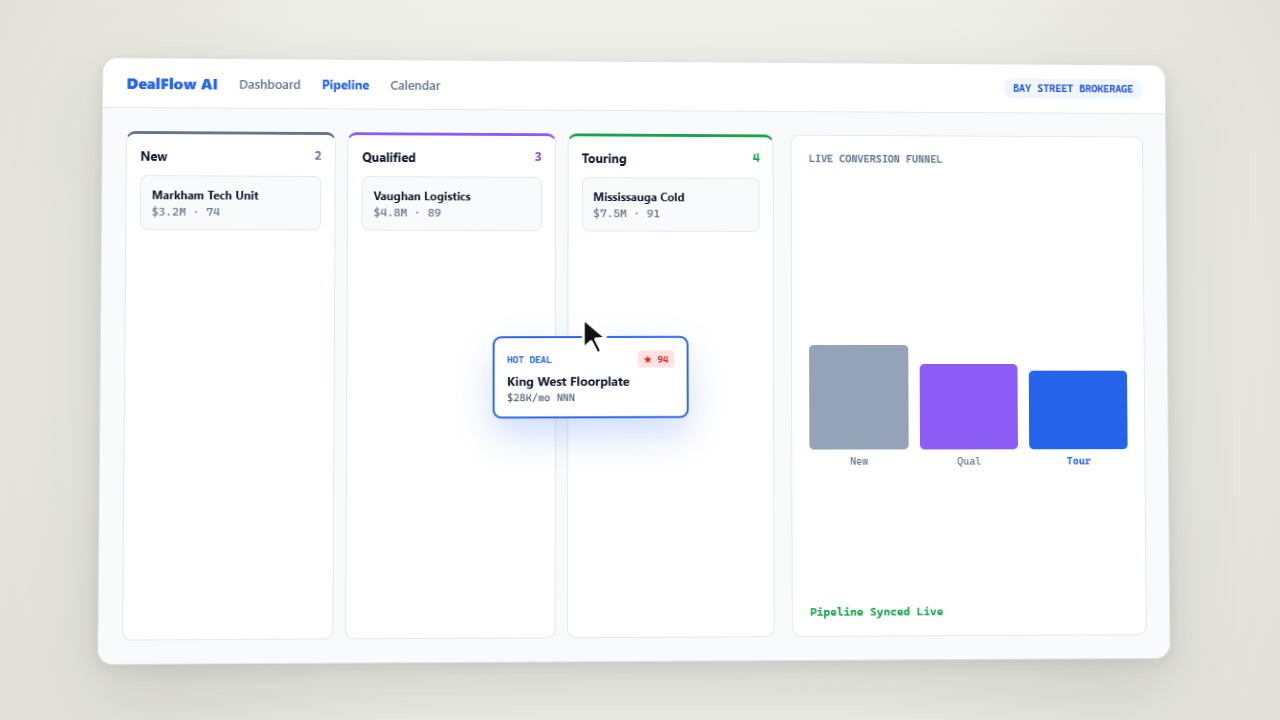 DealFlow AI Dashboard Pipeline Calendar BAY STREET BROKERAGE
New 2
Markham Tech Unit
$3.2M · 74
Qualified 3
Vaughan Logistics
$4.8M · 89
Touring 4
Mississauga Cold
$7.5M · 91
HOT DEAL ★ 94
King West Floorplate
$28K/mo NNN
LIVE CONVERSION FUNNEL
New Qual Tour
Pipeline Synced Live